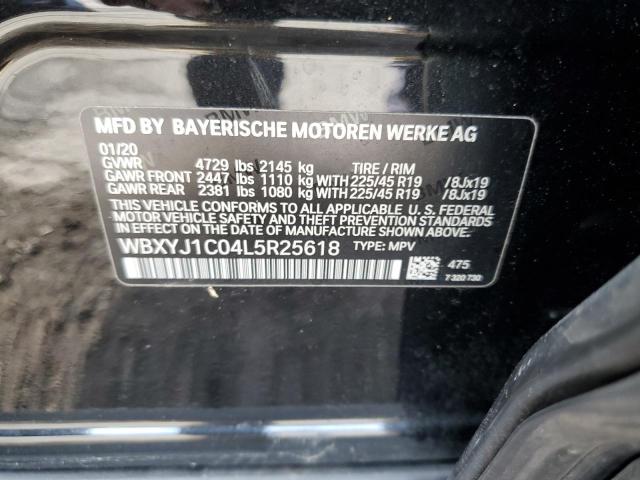 MFD BY BAYERISCHE MOTOREN WERKE AG
01/20
GVWR 4729 lbs 2145 kg TIRE / RIM
GAWR FRONT 2447 lbs 1110 kg WITH 225/45 R19 /8Jx19
GAWR REAR 2381 lbs 1080 kg WITH 225/45 R19 /8Jx19
THIS VEHICLE CONFORMS TO ALL APPLICABLE U. S. FEDERAL
MOTOR VEHICLE SAFETY AND THEFT PREVENTION STANDARDS
IN EFFECT ON THE DATE OF MANUFACTURE SHOWN ABOVE.
WBXYJ1C04L5R25618 TYPE: MPV
475
7 320 730